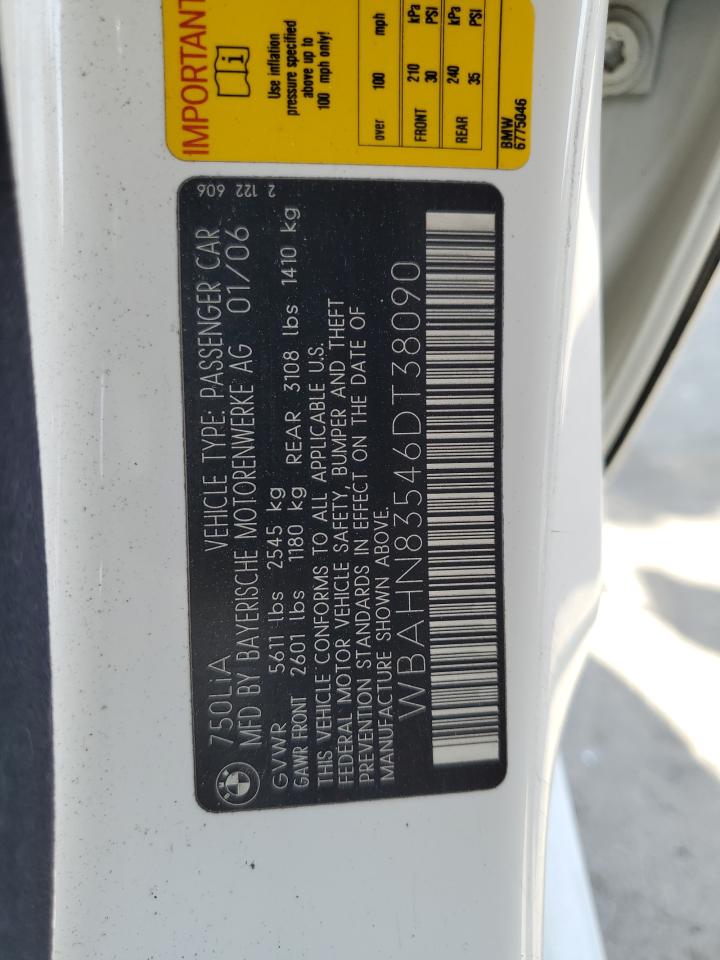 IMPORTANT
Use inflation
pressure specified
above up to
100 mph only!
over 100 mph
kPa
PSI
FRONT 210
30
kPa
PSI
REAR 240
35
BMW
6775046
2 122 606
750LiA VEHICLE TYPE: PASSENGER CAR
MFD BY BAYERISCHE MOTORENWERKE AG 01/06
GVWR 5611 lbs 2545 kg
GAWR FRONT 2601 lbs 1180 kg REAR 3108 lbs 1410 kg
THIS VEHICLE CONFORMS TO ALL APPLICABLE U.S.
FEDERAL MOTOR VEHICLE SAFETY, BUMPER AND THEFT
PREVENTION STANDARDS IN EFFECT ON THE DATE OF
MANUFACTURE SHOWN ABOVE.
WBAHN83546DT38090